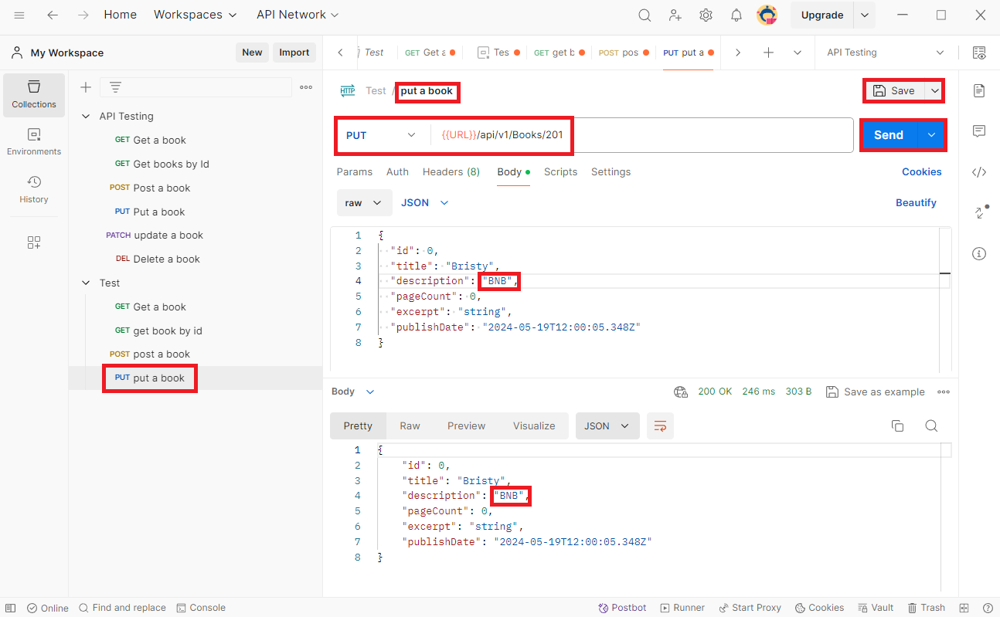 Home Workspaces API Network Upgrade
My Workspace New Import
Test GET Get a Tes GET get b POST pos PUT put a API Testing
Collections
Environments
History
API Testing
GET Get a book
GET Get books by Id
POST Post a book
PUT Put a book
PATCH update a book
DEL Delete a book
Test
GET Get a book
GET get book by id
POST post a book
PUT put a book
HTTP Test / put a book Save
PUT {{URL}}/api/v1/Books/201 Send
Params Auth Headers (8) Body Scripts Settings Cookies
raw JSON Beautify
1 {
2 "id": 0,
3 "title": "Bristy",
4 "description": "BNB",
5 "pageCount": 0,
6 "excerpt": "string",
7 "publishDate": "2024-05-19T12:00:05.348Z"
8 }
Body 200 OK 246 ms 303 B Save as example
Pretty Raw Preview Visualize JSON
1 {
2 "id": 0,
3 "title": "Bristy",
4 "description": "BNB",
5 "pageCount": 0,
6 "excerpt": "string",
7 "publishDate": "2024-05-19T12:00:05.348Z"
8 }
Online Find and replace Console Postbot Runner Start Proxy Cookies Vault Trash